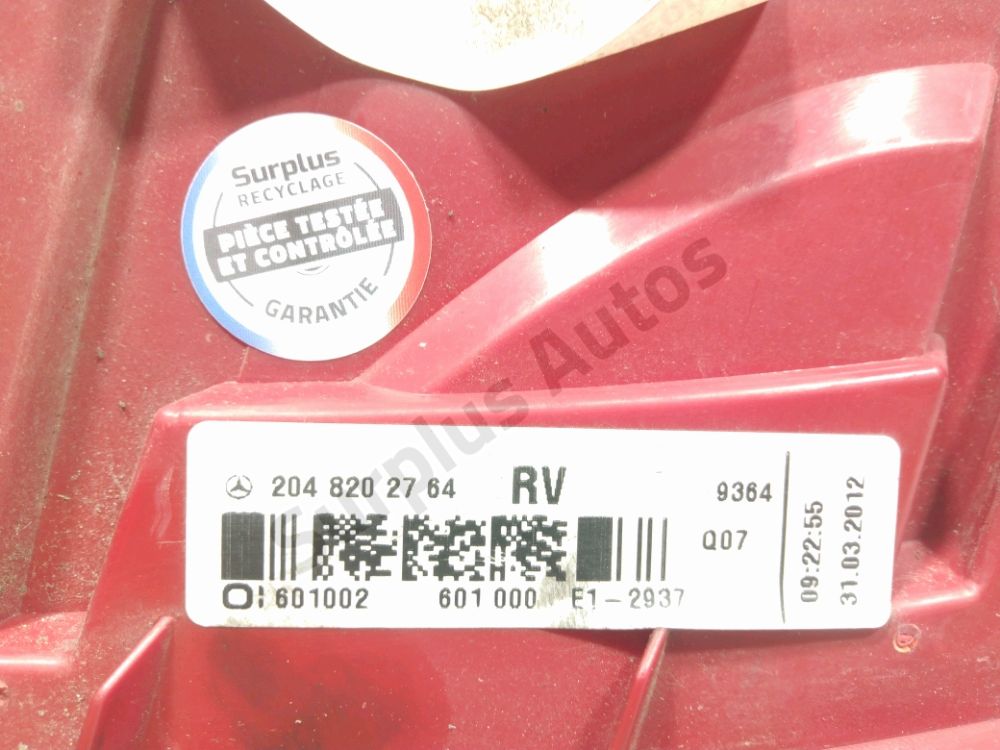 Surplus
RECYCLAGE
PIÈCE TESTÉE
ET CONTRÔLÉE
GARANTIE
Surplus Autos
204 820 27 64 RV 9364
Q07
601002 601 000 E1-2937
09:22:55
31.03.2012